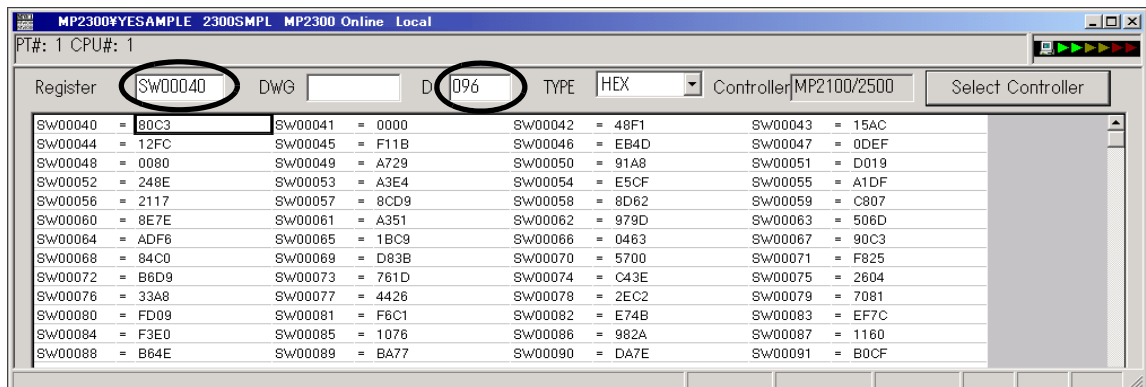 MP2300¥YESAMPLE 2300SMPL MP2300 Online Local
PT#: 1 CPU#: 1
Register SW00040 DWG D 096 TYPE HEX Controller MP2100/2500 Select Controller
SW00040 = 80C3 SW00041 = 0000 SW00042 = 48F1 SW00043 = 15AC
SW00044 = 12FC SW00045 = F11B SW00046 = EB4D SW00047 = 0DEF
SW00048 = 0080 SW00049 = A729 SW00050 = 91A8 SW00051 = D019
SW00052 = 248E SW00053 = A3E4 SW00054 = E5CF SW00055 = A1DF
SW00056 = 2117 SW00057 = 8CD9 SW00058 = 8D62 SW00059 = C807
SW00060 = 8E7E SW00061 = A351 SW00062 = 979D SW00063 = 506D
SW00064 = ADF6 SW00065 = 1BC9 SW00066 = 0463 SW00067 = 90C3
SW00068 = 84C0 SW00069 = D83B SW00070 = 5700 SW00071 = F825
SW00072 = B6D9 SW00073 = 761D SW00074 = C43E SW00075 = 2604
SW00076 = 33A8 SW00077 = 4426 SW00078 = 2EC2 SW00079 = 7081
SW00080 = FD09 SW00081 = F6C1 SW00082 = E74B SW00083 = EF7C
SW00084 = F3E0 SW00085 = 1076 SW00086 = 982A SW00087 = 1160
SW00088 = B64E SW00089 = BA77 SW00090 = DA7E SW00091 = B0CF